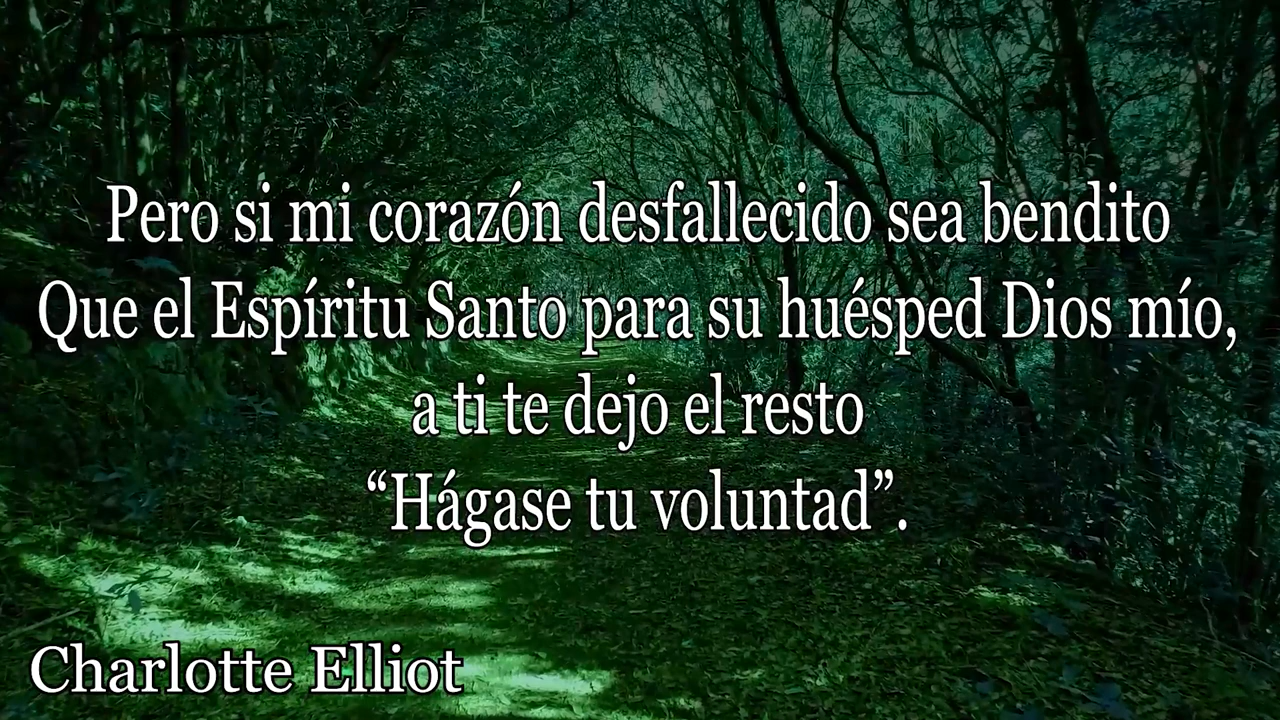 Pero si mi corazón desfallecido sea bendito
Que el Espíritu Santo para su huésped Dios mío,
a ti te dejo el resto
“Hágase tu voluntad”.
Charlotte Elliot